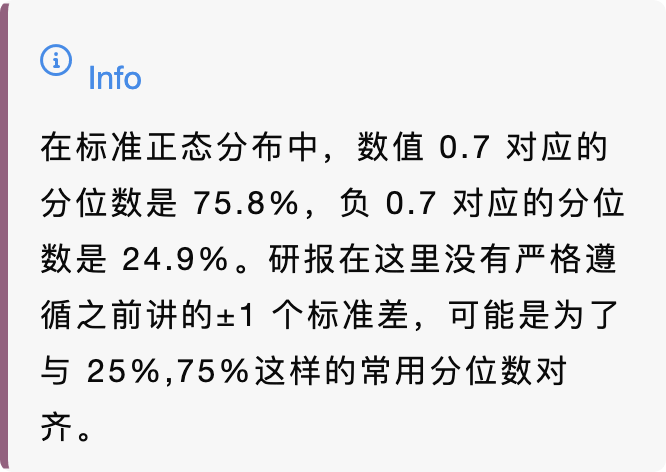 Info
在标准正态分布中，数值 0.7 对应的
分位数是 75.8%，负 0.7 对应的分位
数是 24.9%。研报在这里没有严格遵
循之前讲的±1 个标准差，可能是为了
与 25%,75%这样的常用分位数对
齐。